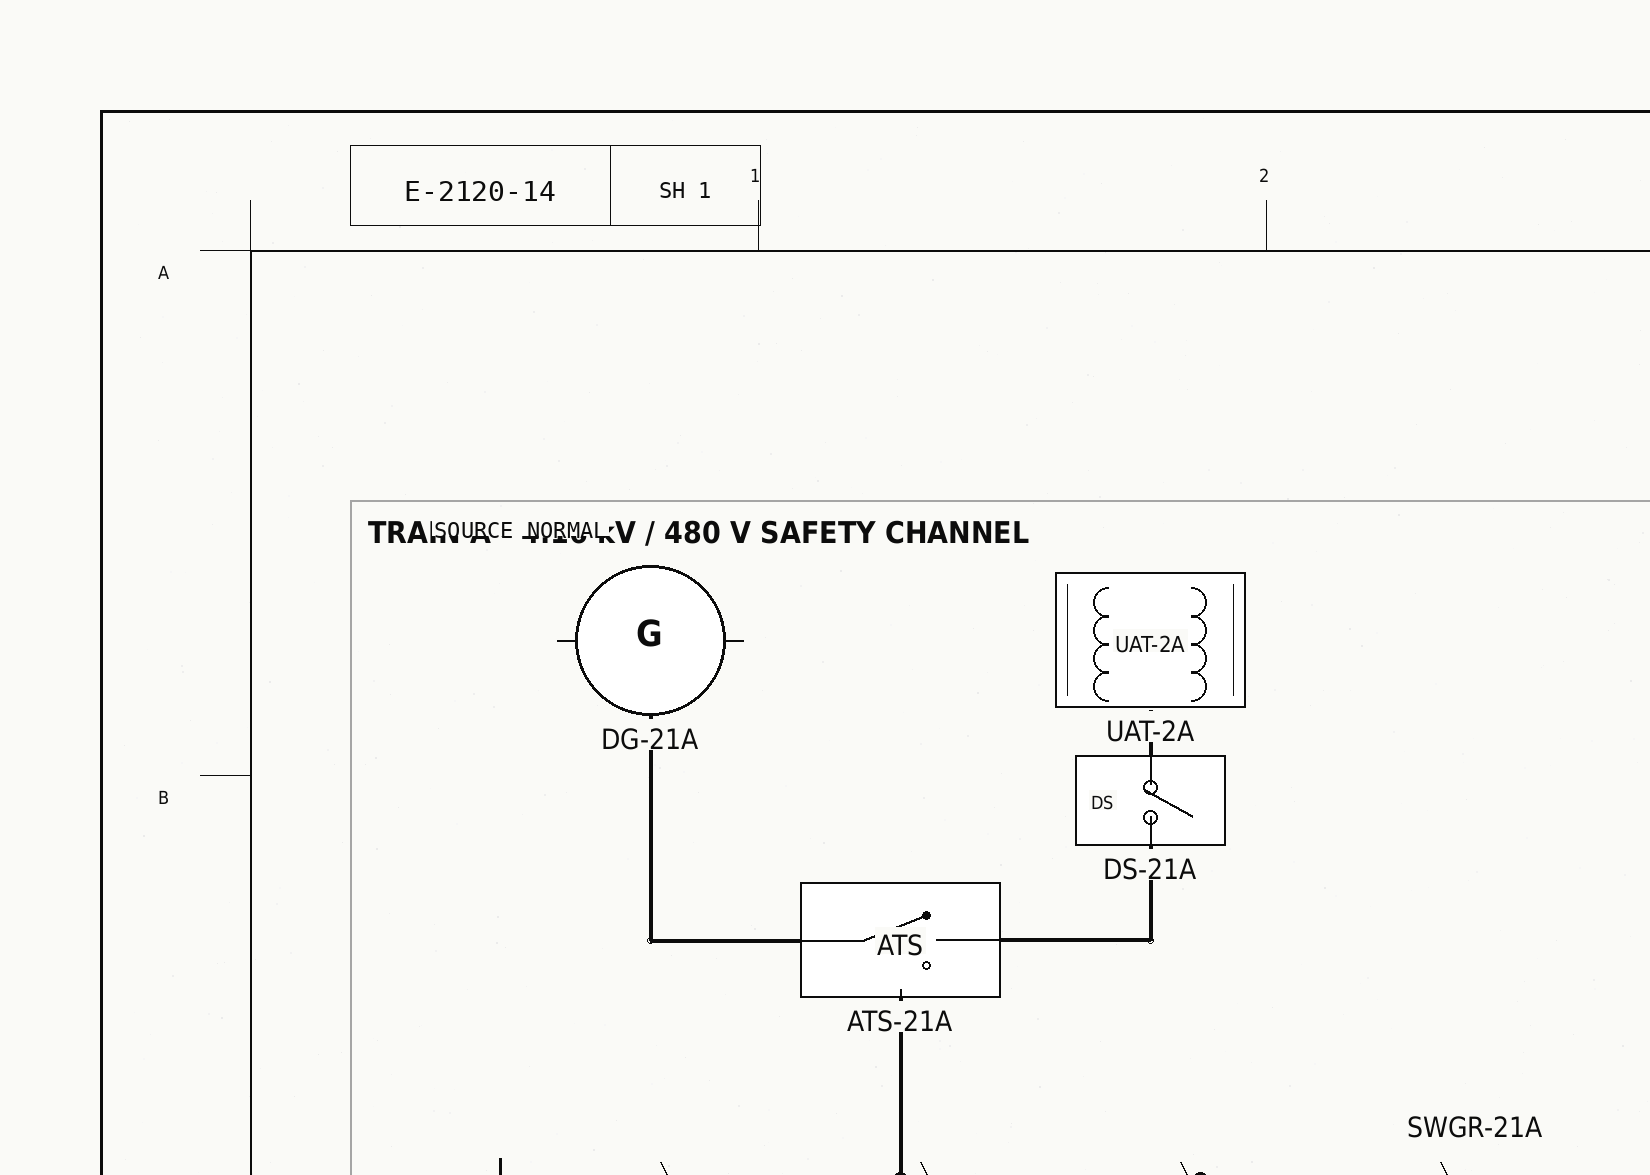 E-2120-14 SH 1
1
2
A
SOURCE NORMAL
V / 480 V SAFETY CHANNEL
G
UAT-2A
DG-21A
UAT-2A
DS
B
DS-21A
ATS
ATS-21A
SWGR-21A